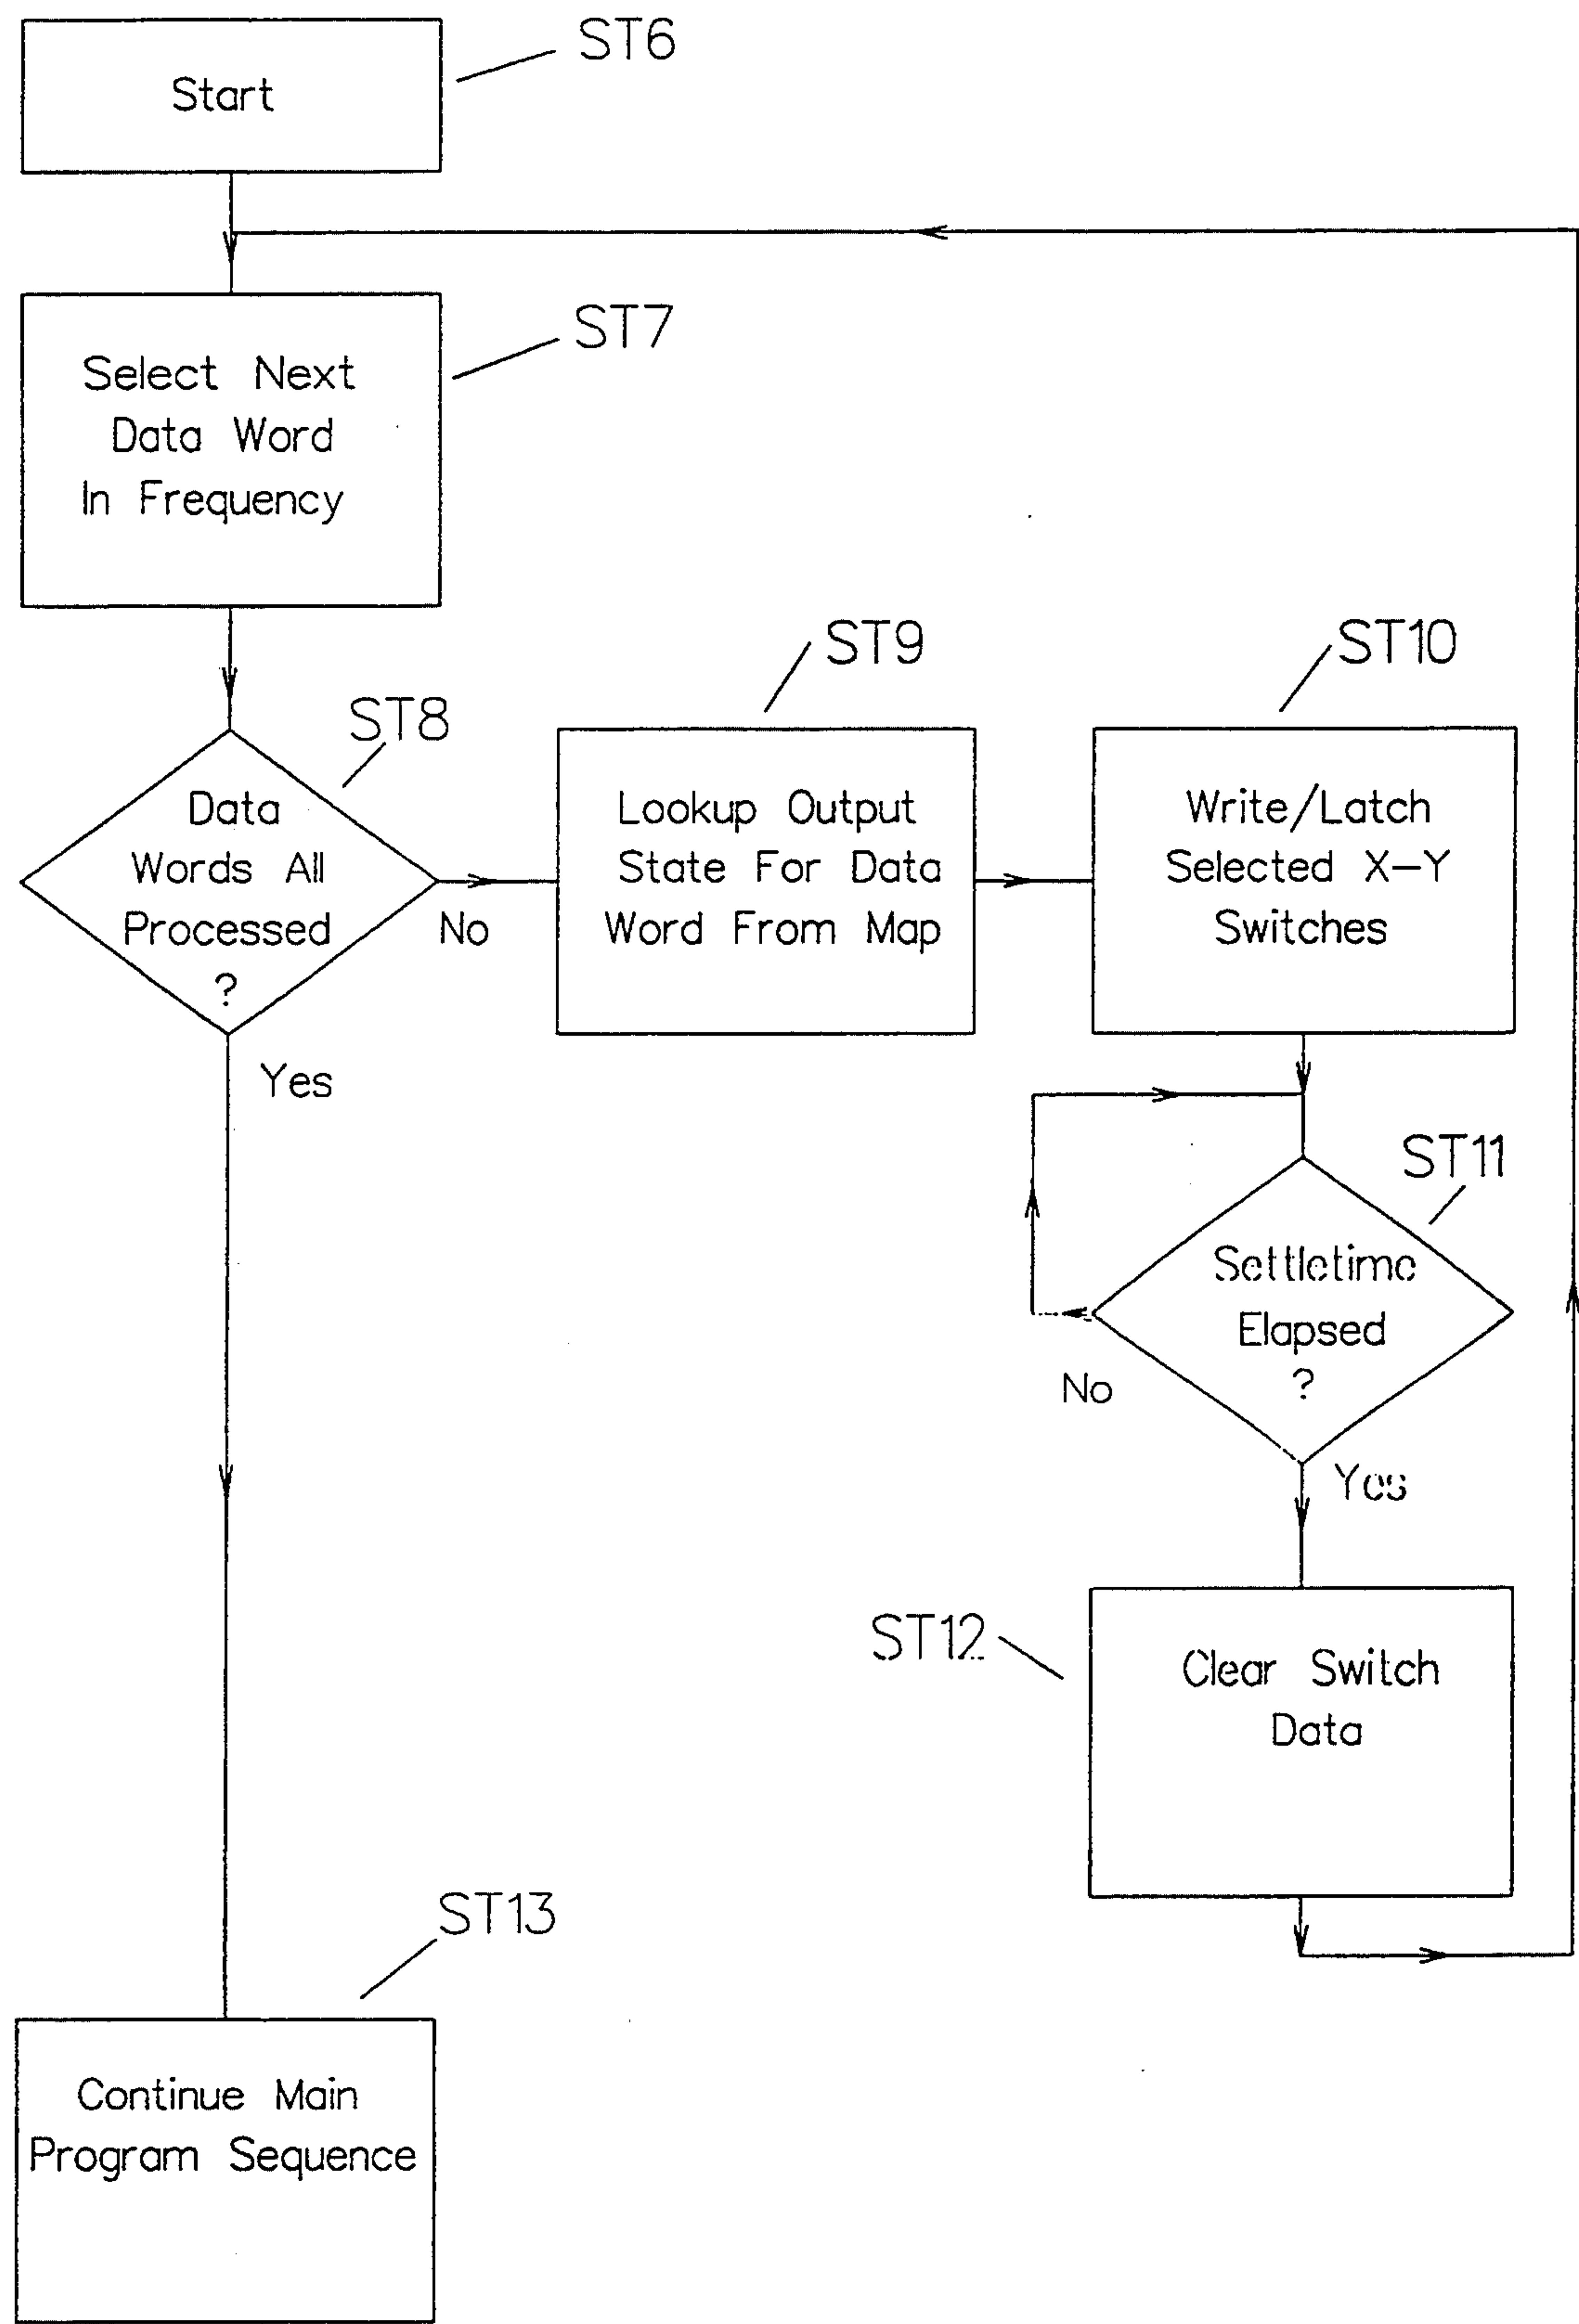 Start
ST6
Select Next
Data Word
In Frequency
ST7
Data
Words All
Processed
?
ST8
No
Yes
Lookup Output
State For Data
Word From Map
ST9
Write/Latch
Selected X-Y
Switches
ST10
Settletime
Elapsed
?
ST11
No
Yes
Clear Switch
Data
ST12
Continue Main
Program Sequence
ST13